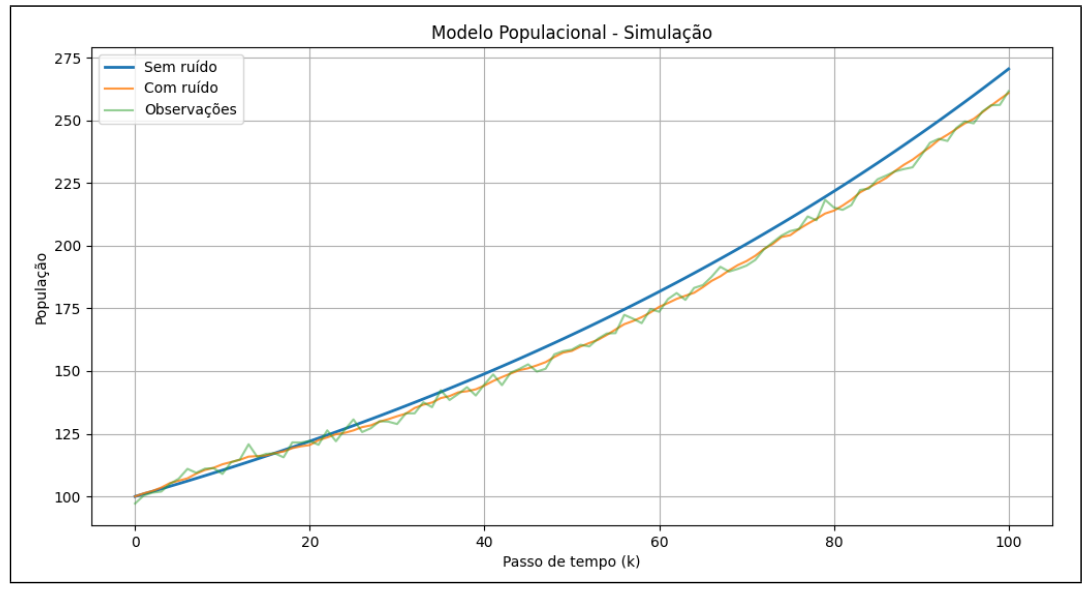 Modelo Populacional - Simulação
Sem ruído
Com ruído
Observações
População
275
250
225
200
175
150
125
100
0
20
40
60
80
100
Passo de tempo (k)